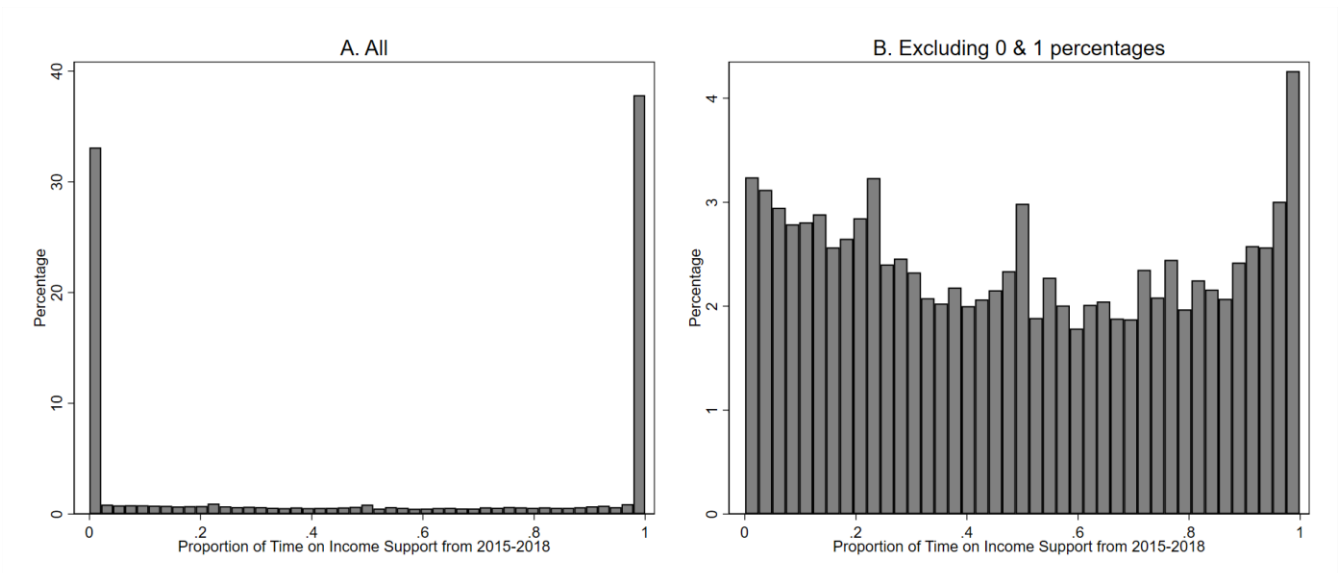 A. All
Percentage
40
30
20
10
0
0 .2 .4 .6 .8 1
Proportion of Time on Income Support from 2015-2018
B. Excluding 0 & 1 percentages
Percentage
4
3
2
1
0
0 .2 .4 .6 .8 1
Proportion of Time on Income Support from 2015-2018